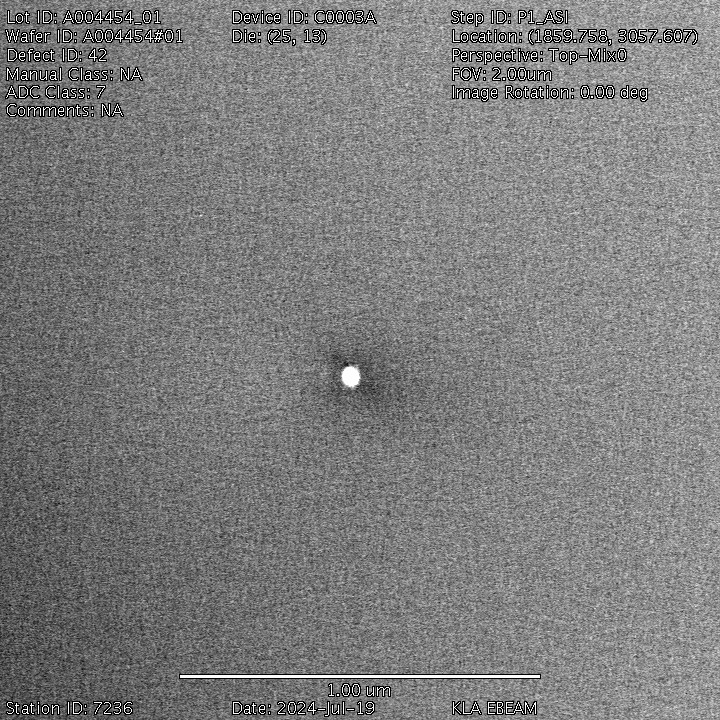 Lot ID: A004454_01 Device ID: C0003A Step ID: P1_ASI
Wafer ID: A004454#01 Die: (25, 13) Location: (1859.758, 3057.607)
Defect ID: 42 Perspective: Top-Mix0
Manual Class: NA FOV: 2.00um
ADC Class: 7 Image Rotation: 0.00 deg
Comments: NA
1.00 um
Station ID: 7236 Date: 2024-Jul-19 KLA EBEAM